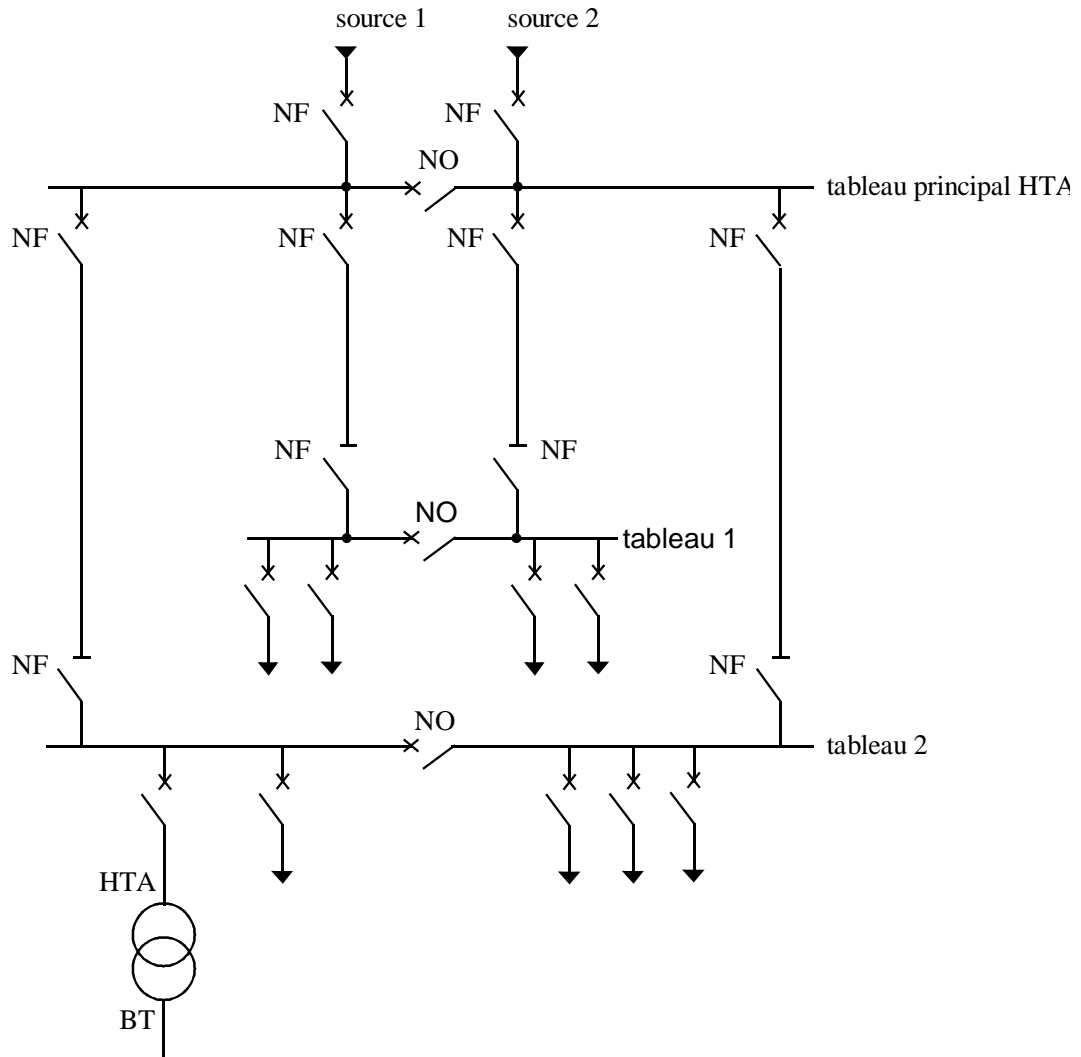 source 1
source 2
NF
NF
NO
tableau principal HTA
NF
NF
NF
NF
NF
NF
NO
tableau 1
NF
NF
NO
tableau 2
HTA
BT